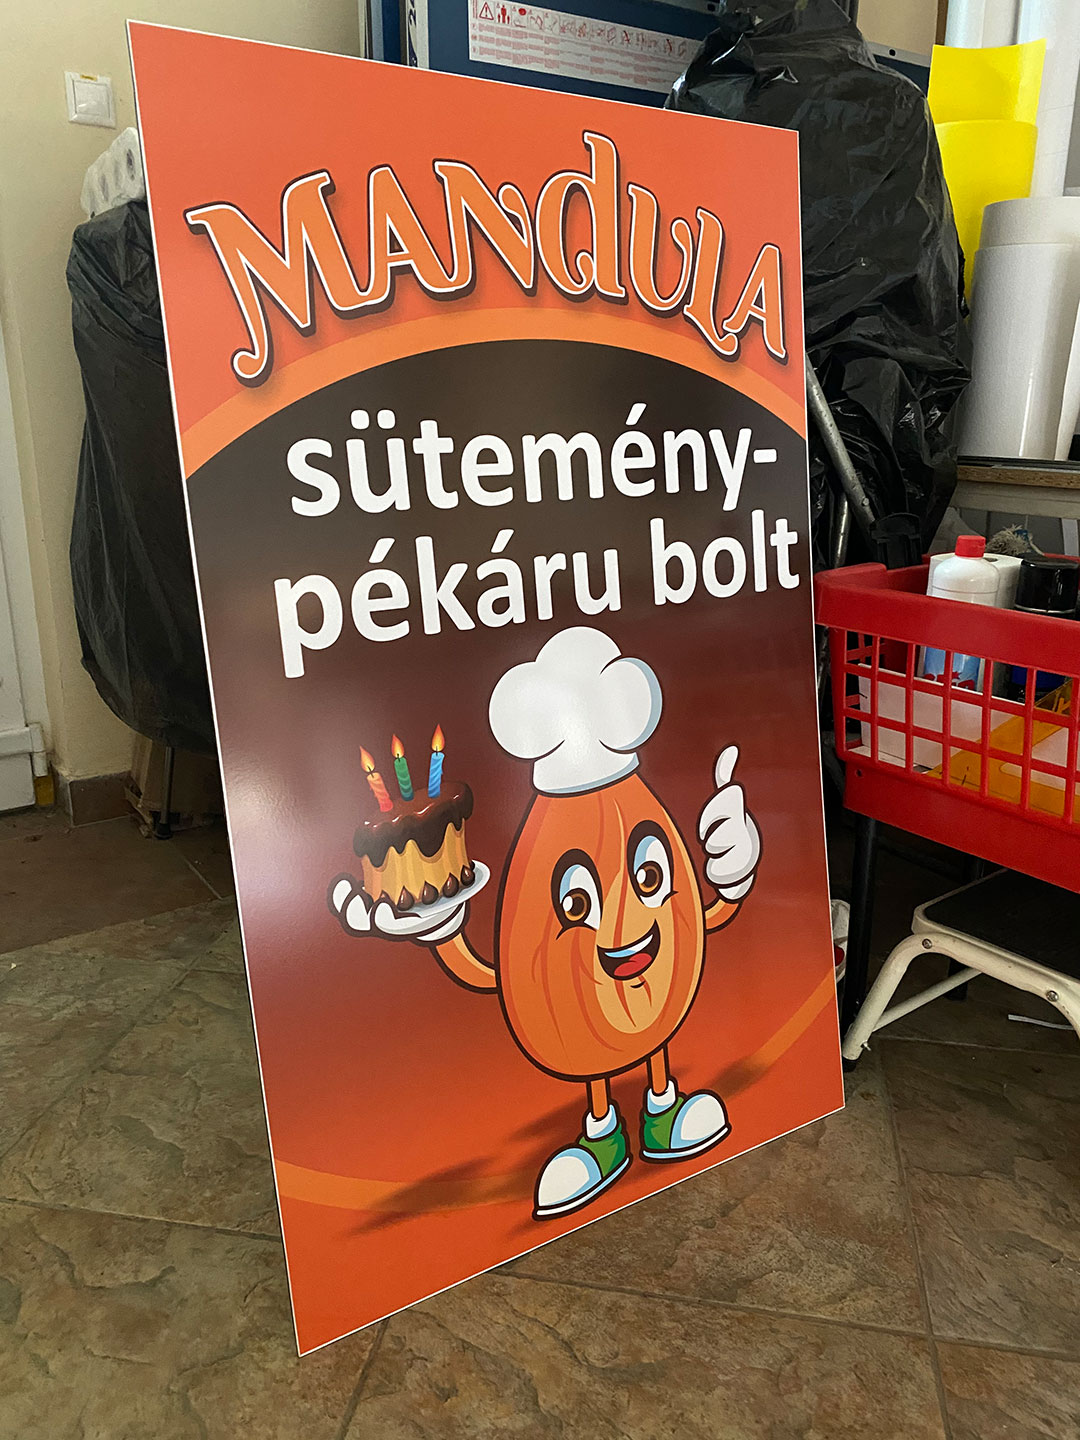 MANdULA
sütemény-
pékáru bolt